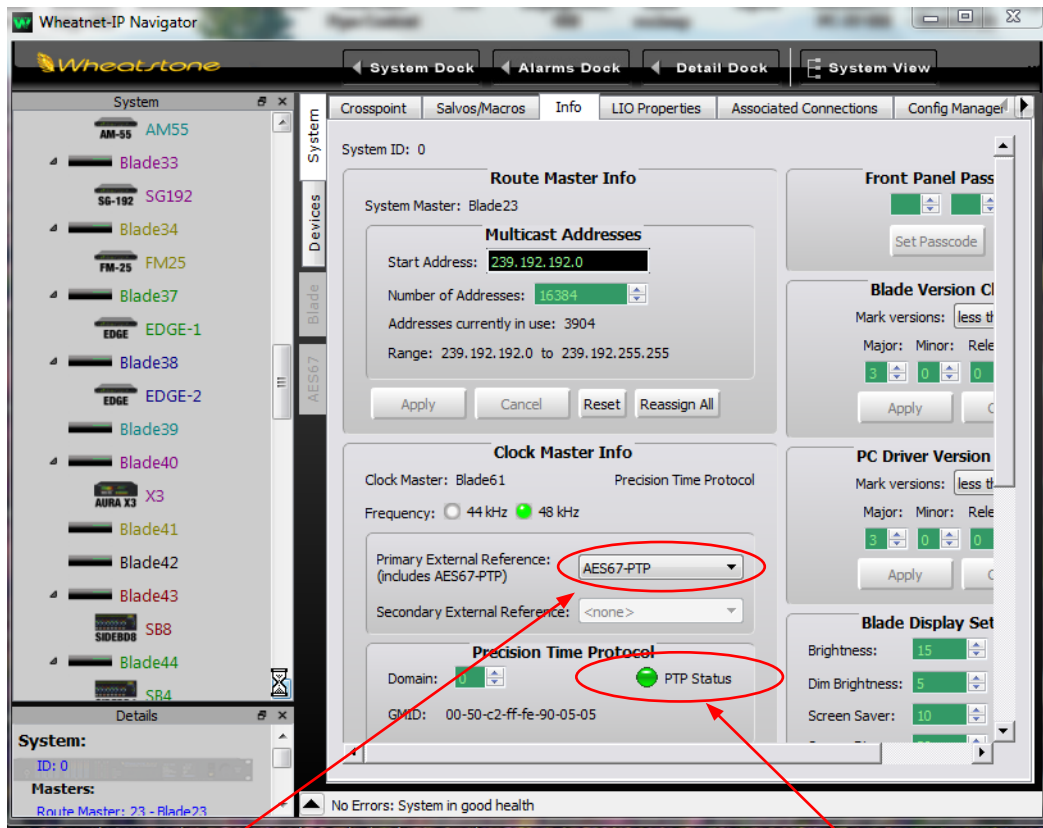 Wheatnet-IP Navigator
Wheatstone
System Dock
Alarms Dock
Detail Dock
System View
System
AM-55 AM55
Blade33
SG-192 SG192
Blade34
FM-25 FM25
Blade37
EDGE EDGE-1
Blade38
EDGE EDGE-2
Blade39
Blade40
AURA X3 X3
Blade41
Blade42
Blade43
SIDEBD8 SB8
Blade44
SB4
Details
System:
ID: 0
Masters:
Route Master: 23 - Blade23
System
Devices
Blade
AES67
Crosspoint
Salvos/Macros
Info
LIO Properties
Associated Connections
Config Manager
System ID: 0
Route Master Info
System Master: Blade23
Multicast Addresses
Start Address: 239.192.192.0
Number of Addresses: 16384
Addresses currently in use: 3904
Range: 239.192.192.0 to 239.192.255.255
Apply
Cancel
Reset
Reassign All
Clock Master Info
Clock Master: Blade61
Precision Time Protocol
Frequency: 44 kHz 48 kHz
Primary External Reference:
(includes AES67-PTP)
AES67-PTP
Secondary External Reference: <none>
Precision Time Protocol
Domain: 0
PTP Status
GMID: 00-50-c2-ff-fe-90-05-05
Front Panel Pass
Set Passcode
Blade Version Cl
Mark versions: less th
Major: Minor: Rele
3 0 0
Apply
C
PC Driver Version
Mark versions: less th
Major: Minor: Rele
3 0 0
Apply
C
Blade Display Set
Brightness: 15
Dim Brightness: 5
Screen Saver: 10
No Errors: System in good health